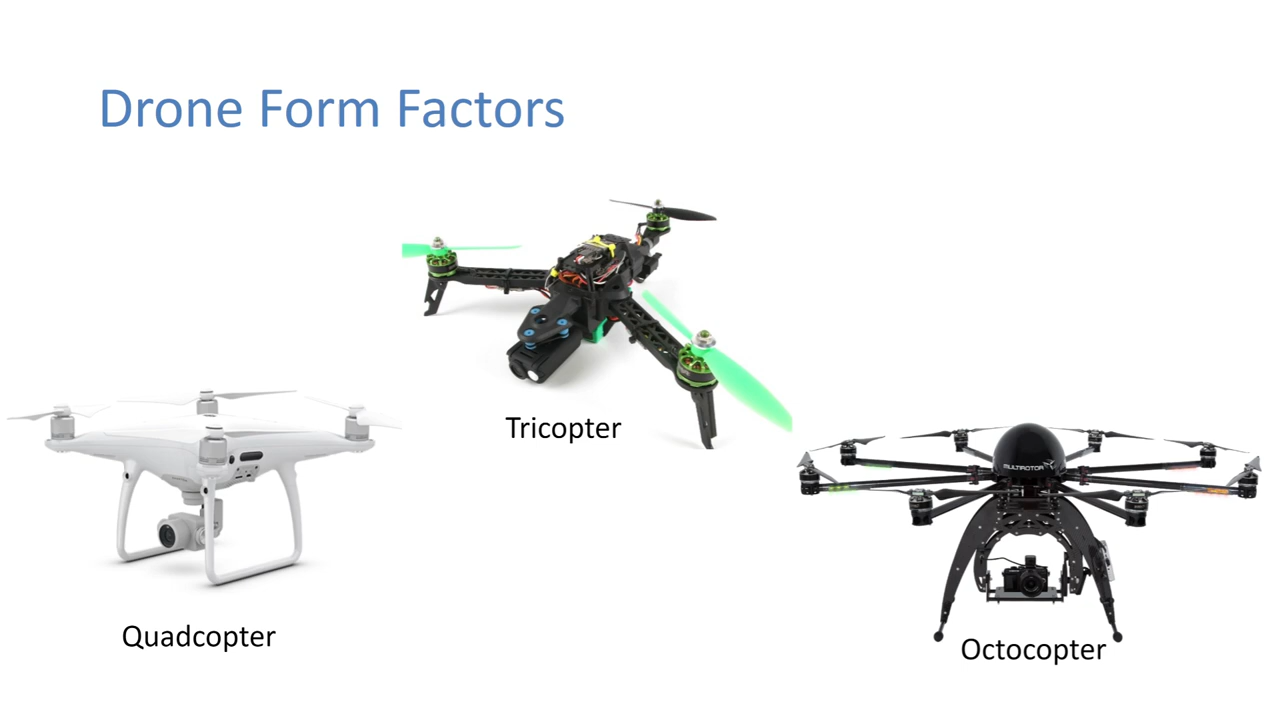 Drone Form Factors
Tricopter
MULTIROTOR
Quadcopter
Octocopter